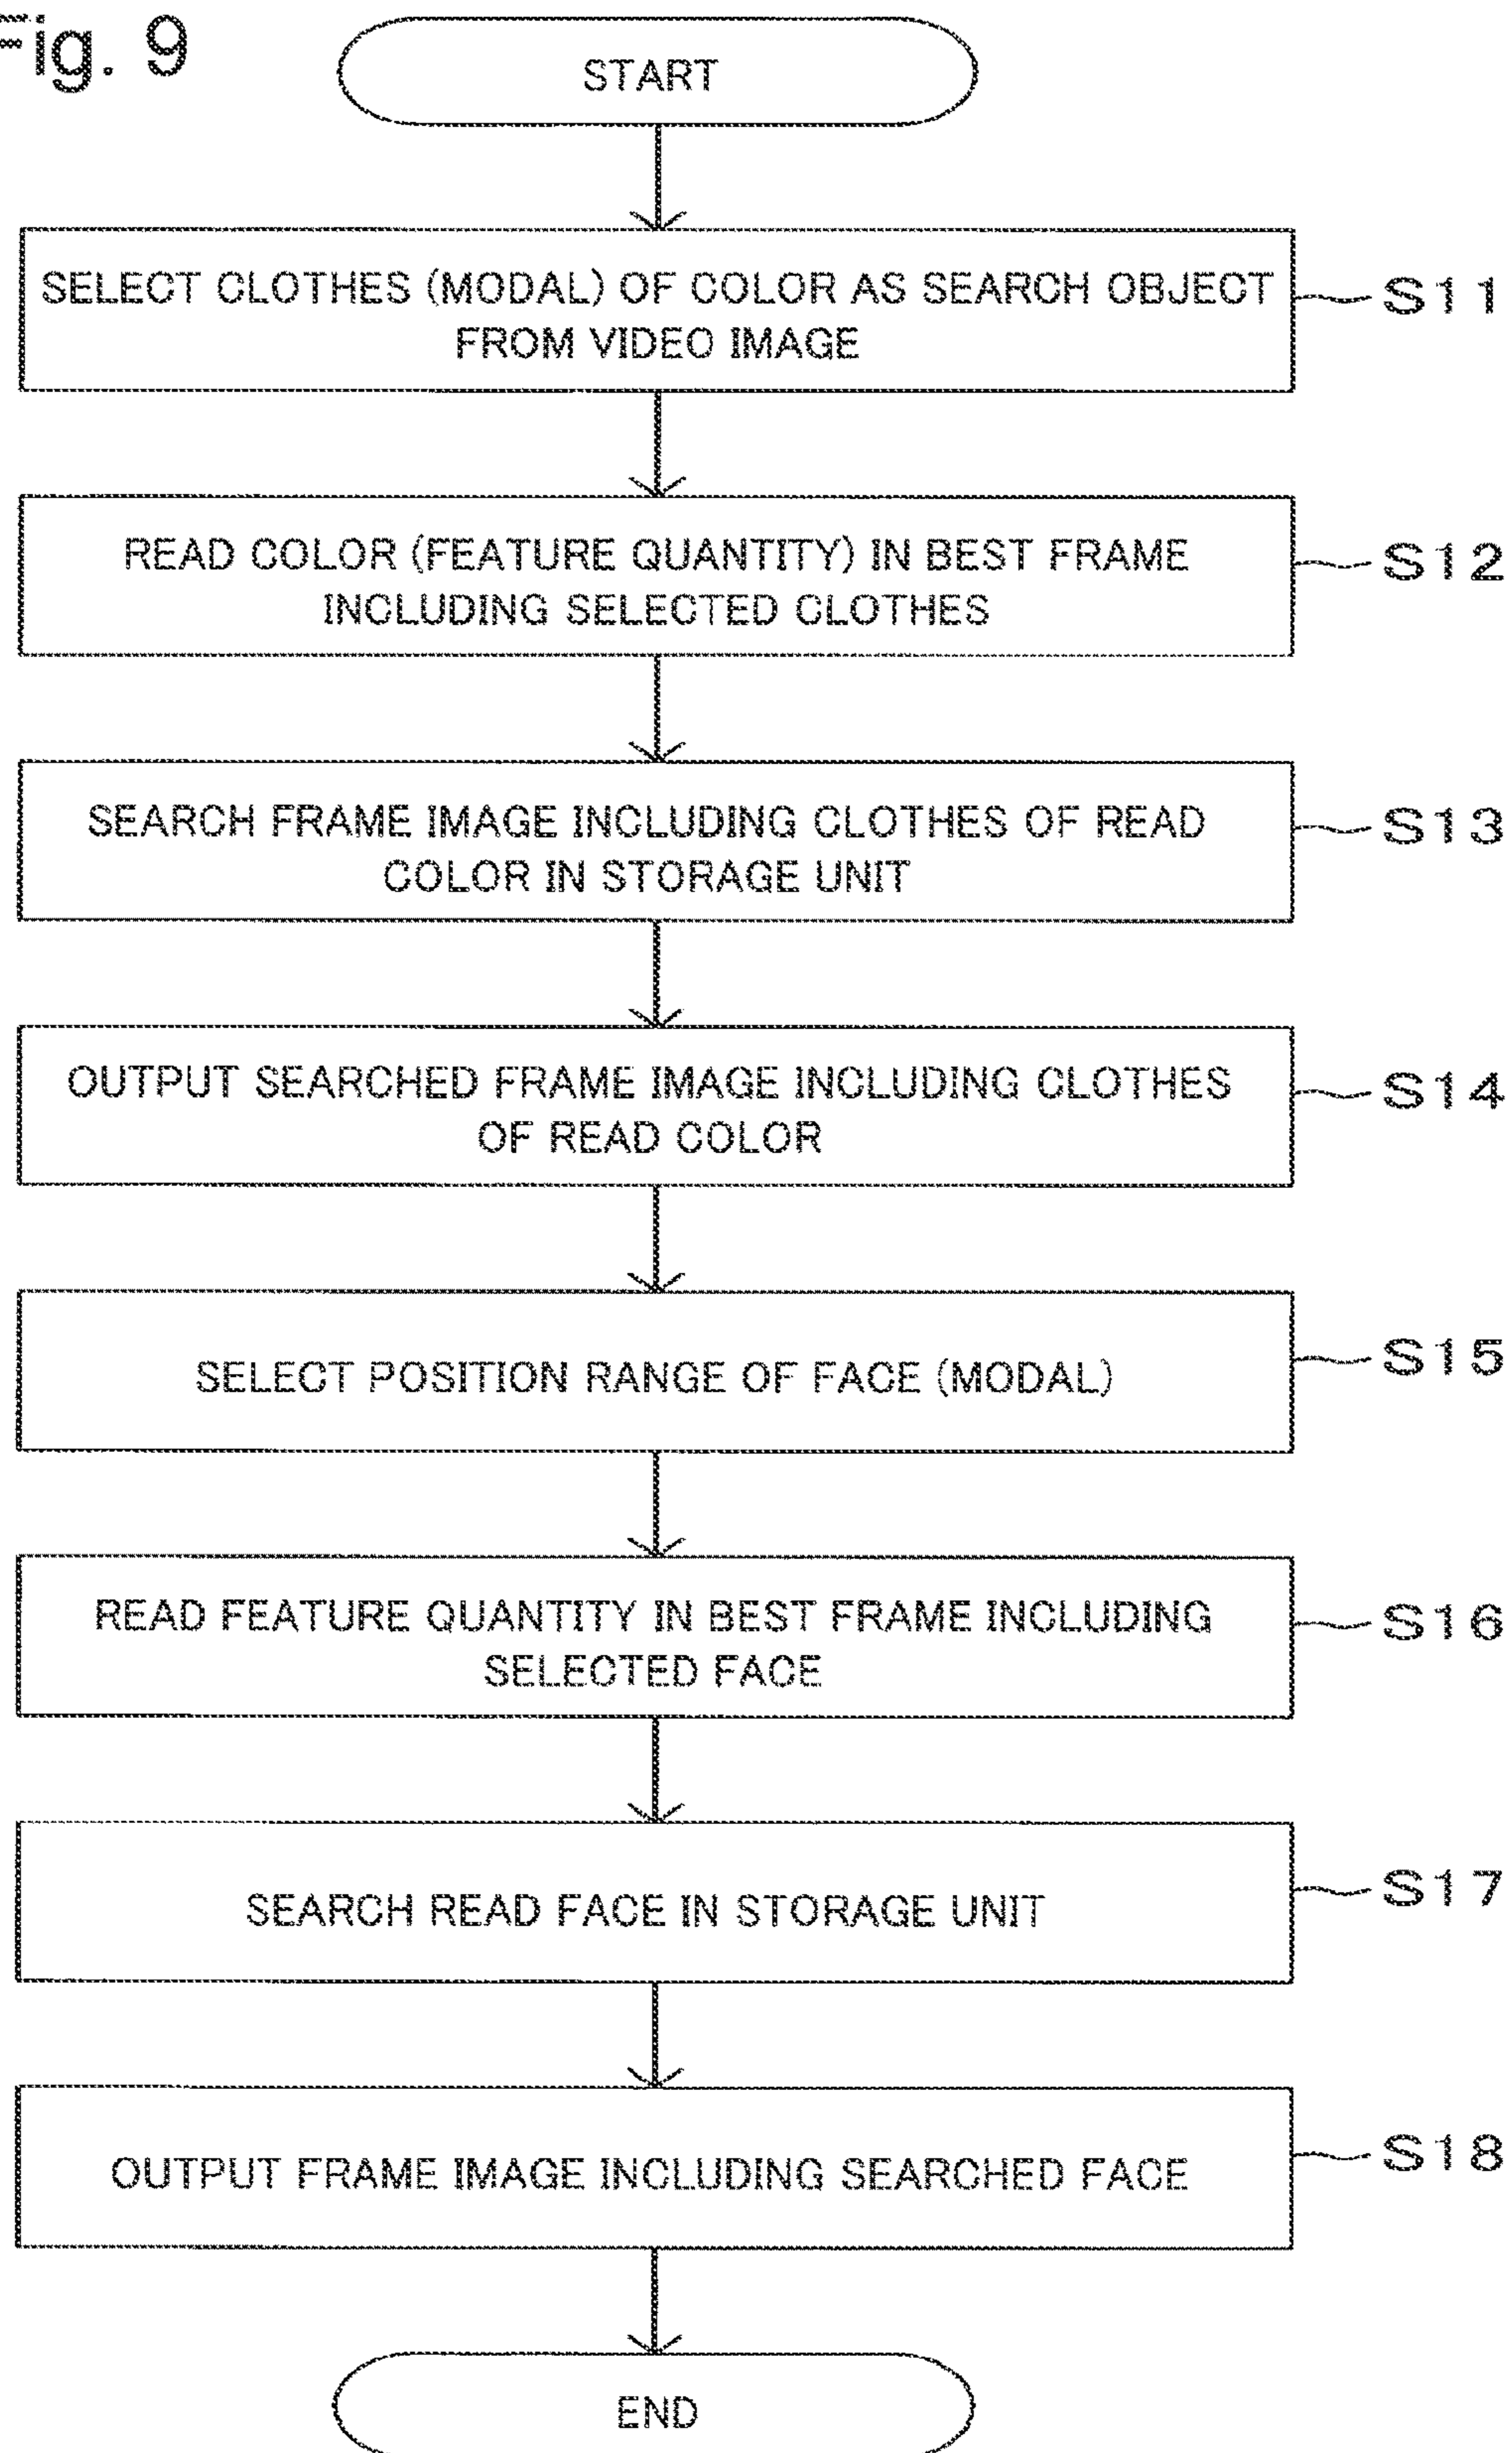 Fig. 9
START
SELECT CLOTHES (MODAL) OF COLOR AS SEARCH OBJECT
FROM VIDEO IMAGE
S11
READ COLOR (FEATURE QUANTITY) IN BEST FRAME
INCLUDING SELECTED CLOTHES
S12
SEARCH FRAME IMAGE INCLUDING CLOTHES OF READ
COLOR IN STORAGE UNIT
S13
OUTPUT SEARCHED FRAME IMAGE INCLUDING CLOTHES
OF READ COLOR
S14
SELECT POSITION RANGE OF FACE (MODAL)
S15
READ FEATURE QUANTITY IN BEST FRAME INCLUDING
SELECTED FACE
S16
SEARCH READ FACE IN STORAGE UNIT
S17
OUTPUT FRAME IMAGE INCLUDING SEARCHED FACE
S18
END